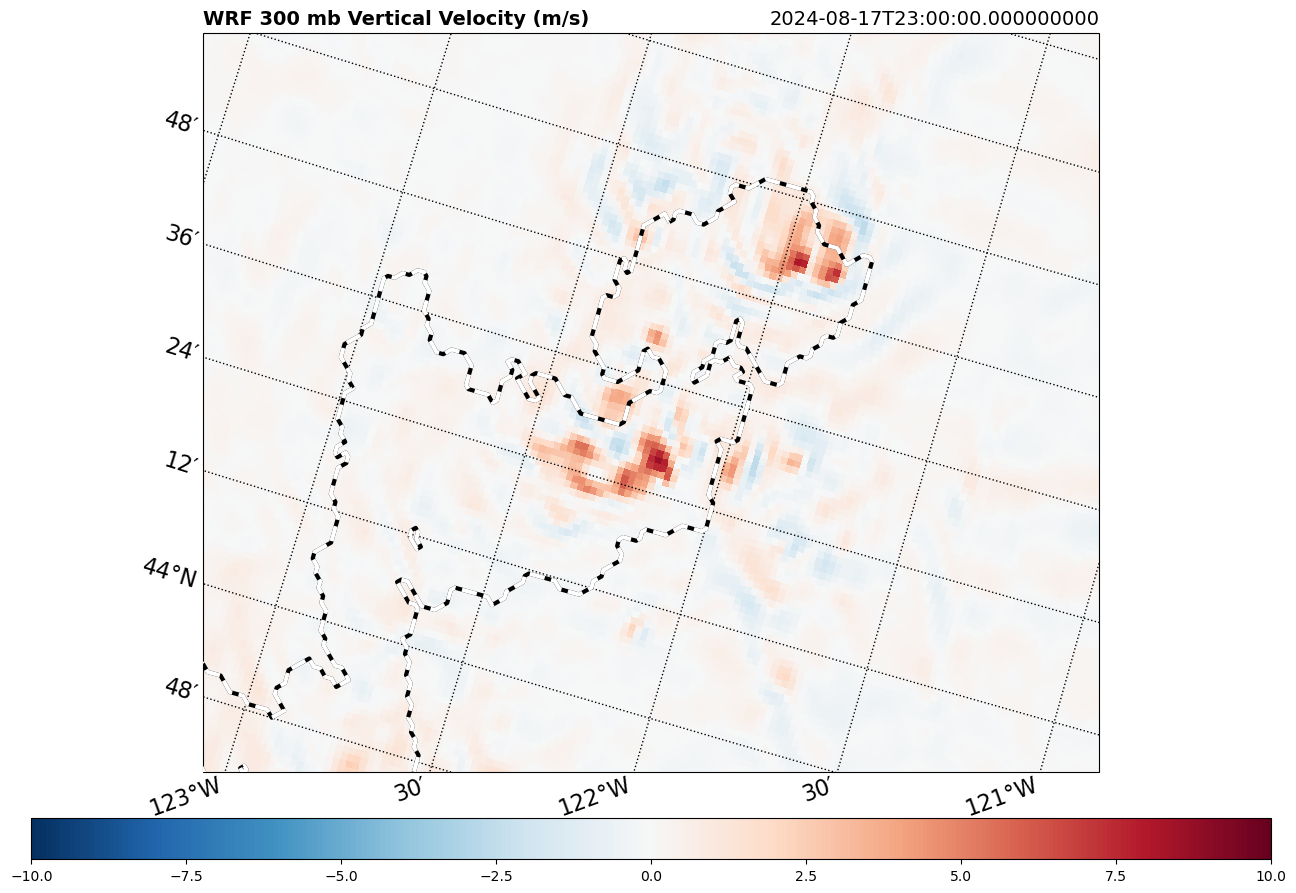 WRF 300 mb Vertical Velocity (m/s) 2024-08-17T23:00:00.000000000
48′
36′
24′
12′
44°N
48′
123°W 30′ 122°W 30′ 121°W
−10.0 −7.5 −5.0 −2.5 0.0 2.5 5.0 7.5 10.0